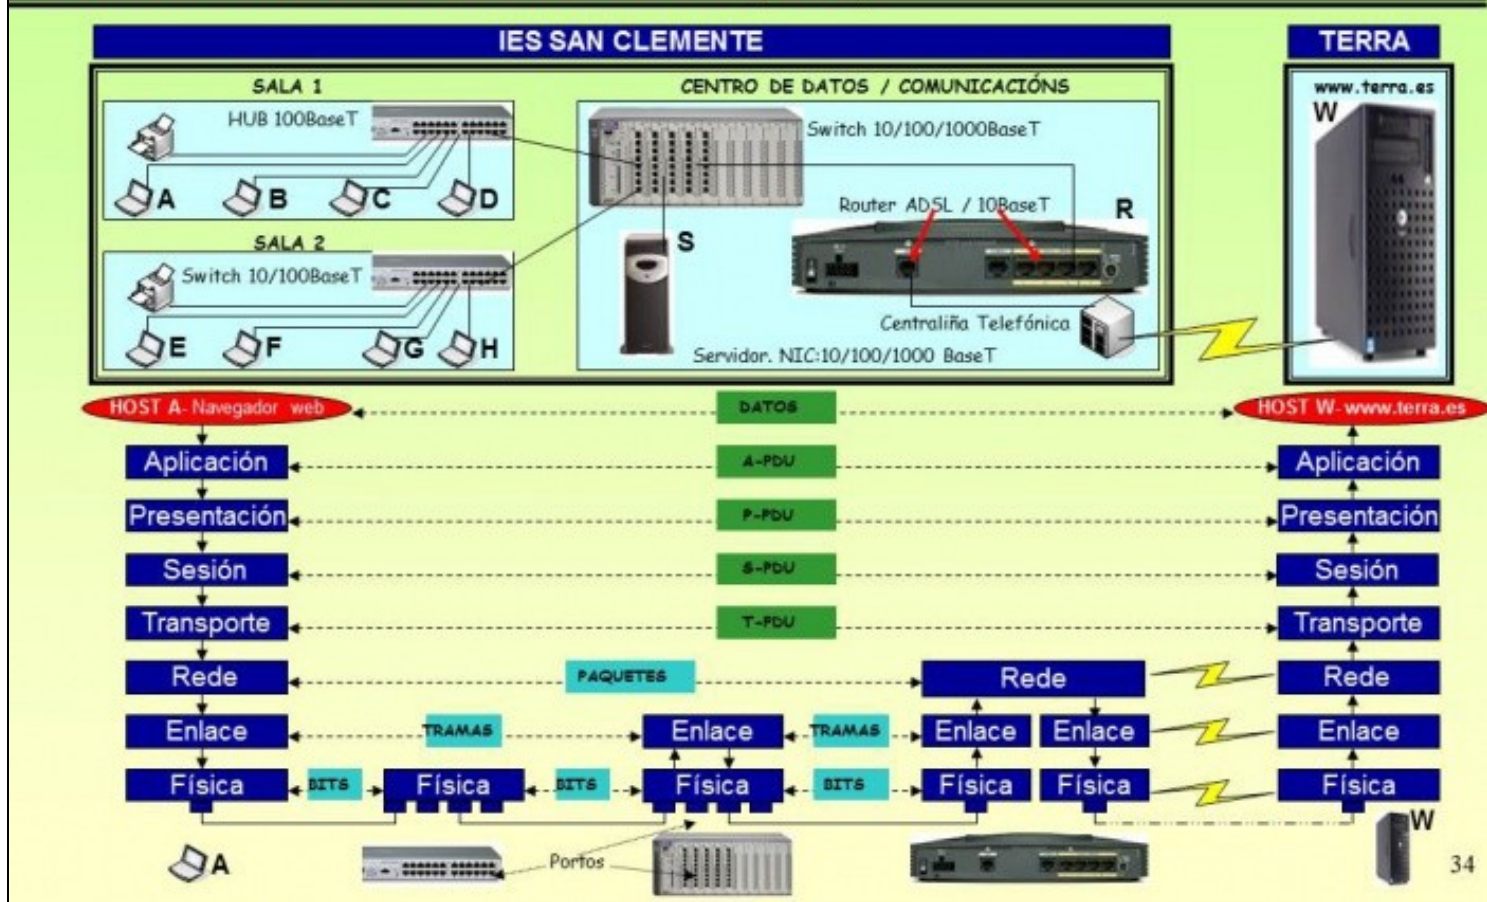 IES SAN CLEMENTE
TERRA
SALA 1
HUB 100BaseT
A
B
C
D
SALA 2
Switch 10/100BaseT
E
F
G
H
CENTRO DE DATOS / COMUNICACIÓNS
Switch 10/100/1000BaseT
Router ADSL / 10BaseT
R
S
Centraliña Telefónica
Servidor. NIC:10/100/1000 BaseT
www.terra.es
W
HOST A- Navegador web
DATOS
HOST W- www.terra.es
Aplicación
A-PDU
Aplicación
Presentación
P-PDU
Presentación
Sesión
S-PDU
Sesión
Transporte
T-PDU
Transporte
Rede
PAQUETES
Rede
Rede
Enlace
TRAMAS
Enlace
TRAMAS
Enlace
Enlace
Enlace
Física
BITS
Física
BITS
Física
BITS
Física
Física
Física
A
Portos
W
34